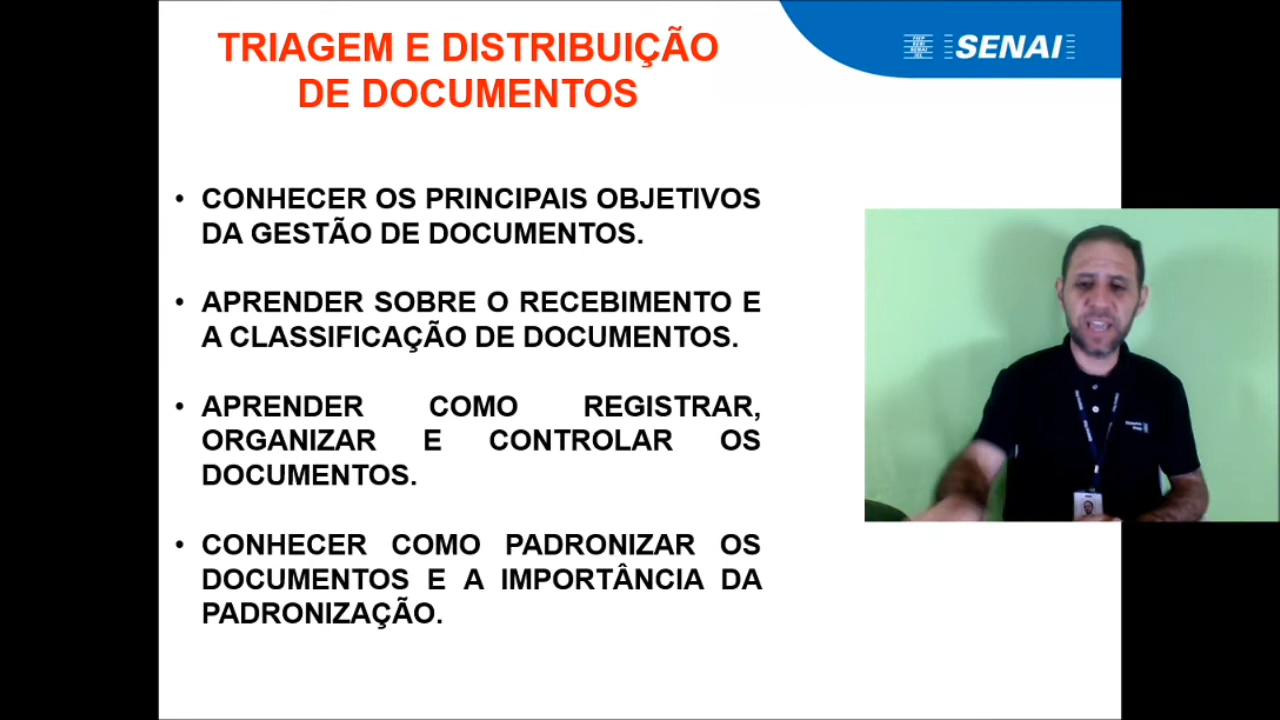 TRIAGEM E DISTRIBUIÇÃO
DE DOCUMENTOS
SENAI
• CONHECER OS PRINCIPAIS OBJETIVOS
DA GESTÃO DE DOCUMENTOS.
• APRENDER SOBRE O RECEBIMENTO E
A CLASSIFICAÇÃO DE DOCUMENTOS.
• APRENDER COMO REGISTRAR,
ORGANIZAR E CONTROLAR OS
DOCUMENTOS.
• CONHECER COMO PADRONIZAR OS
DOCUMENTOS E A IMPORTÂNCIA DA
PADRONIZAÇÃO.